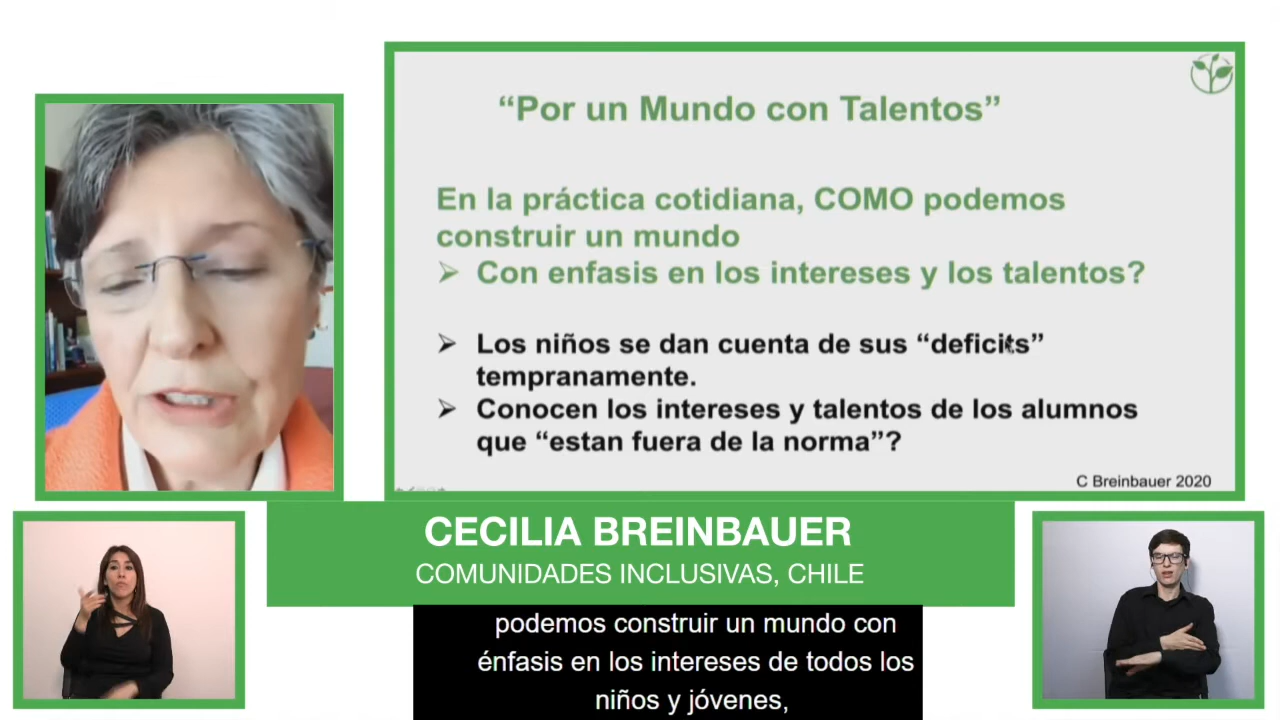 “Por un Mundo con Talentos”
En la práctica cotidiana, COMO podemos
construir un mundo
➢ Con enfasis en los intereses y los talentos?
➢ Los niños se dan cuenta de sus “deficits”
tempranamente.
➢ Conocen los intereses y talentos de los alumnos
que “estan fuera de la norma”?
C Breinbauer 2020
CECILIA BREINBAUER
COMUNIDADES INCLUSIVAS, CHILE
podemos construir un mundo con
énfasis en los intereses de todos los
niños y jóvenes,